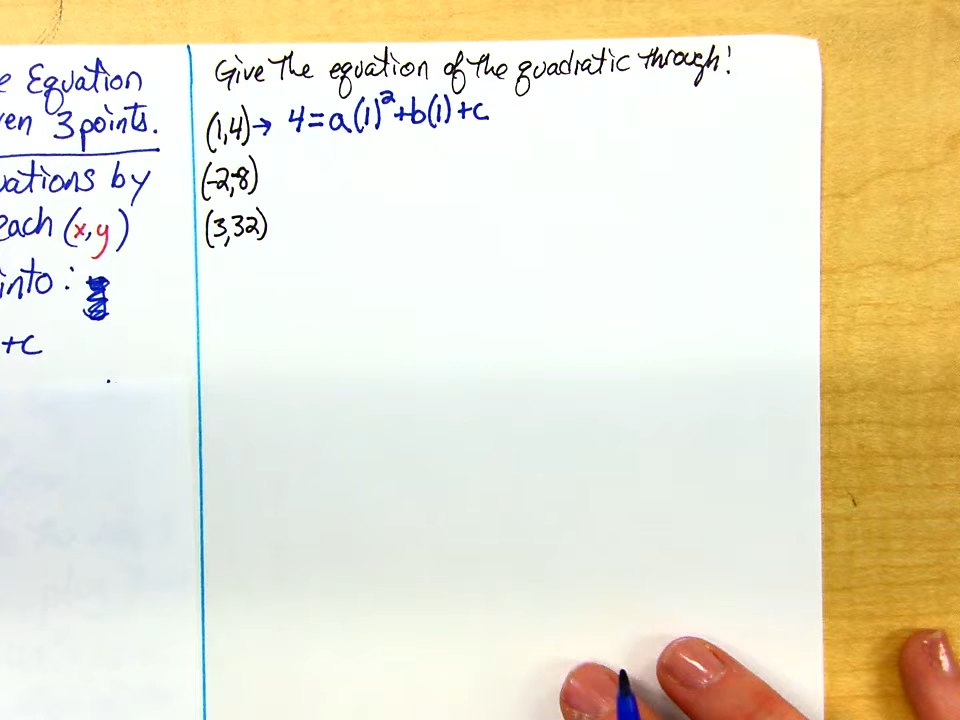 e Equation
ven 3 points.
uations by
each (x,y)
into :
+c
Give the equation of the quadratic through!
(1,4)→ 4=a(1)²+b(1)+c
(-2,-8)
(3,32)